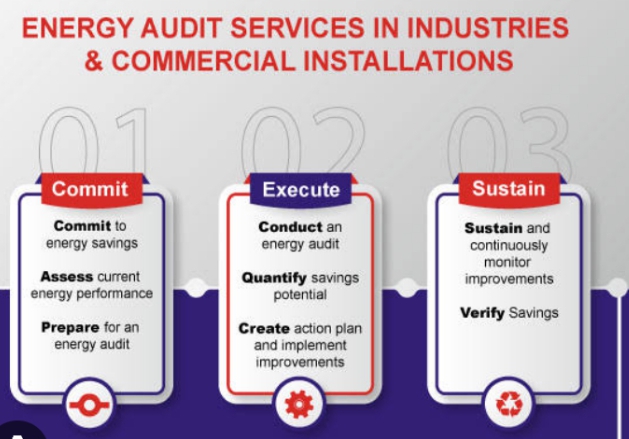 ENERGY AUDIT SERVICES IN INDUSTRIES
& COMMERCIAL INSTALLATIONS
01
Commit
Commit to
energy savings
Assess current
energy performance
Prepare for an
energy audit
02
Execute
Conduct an
energy audit
Quantify savings
potential
Create action plan
and implement
improvements
03
Sustain
Sustain and
continuously
monitor
improvements
Verify Savings